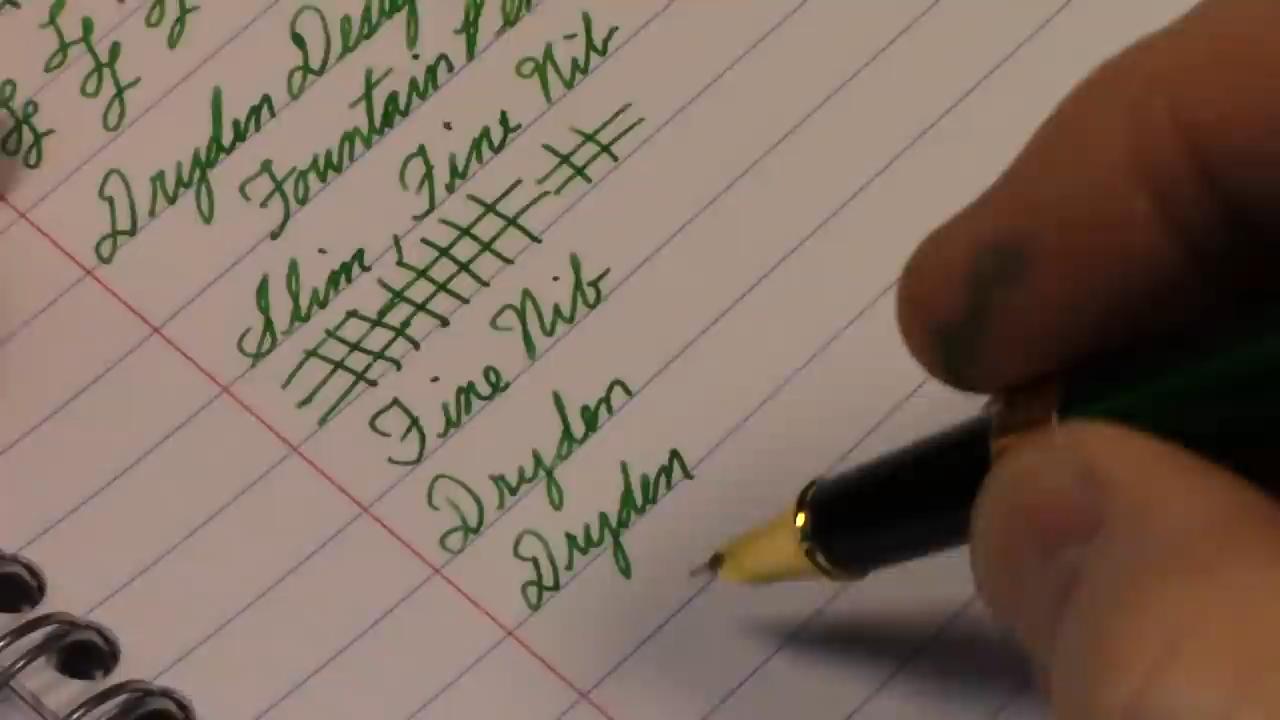 Dryden
Fountain
Slim, Fine Nib
Fine Nib
Dryden
Dryden